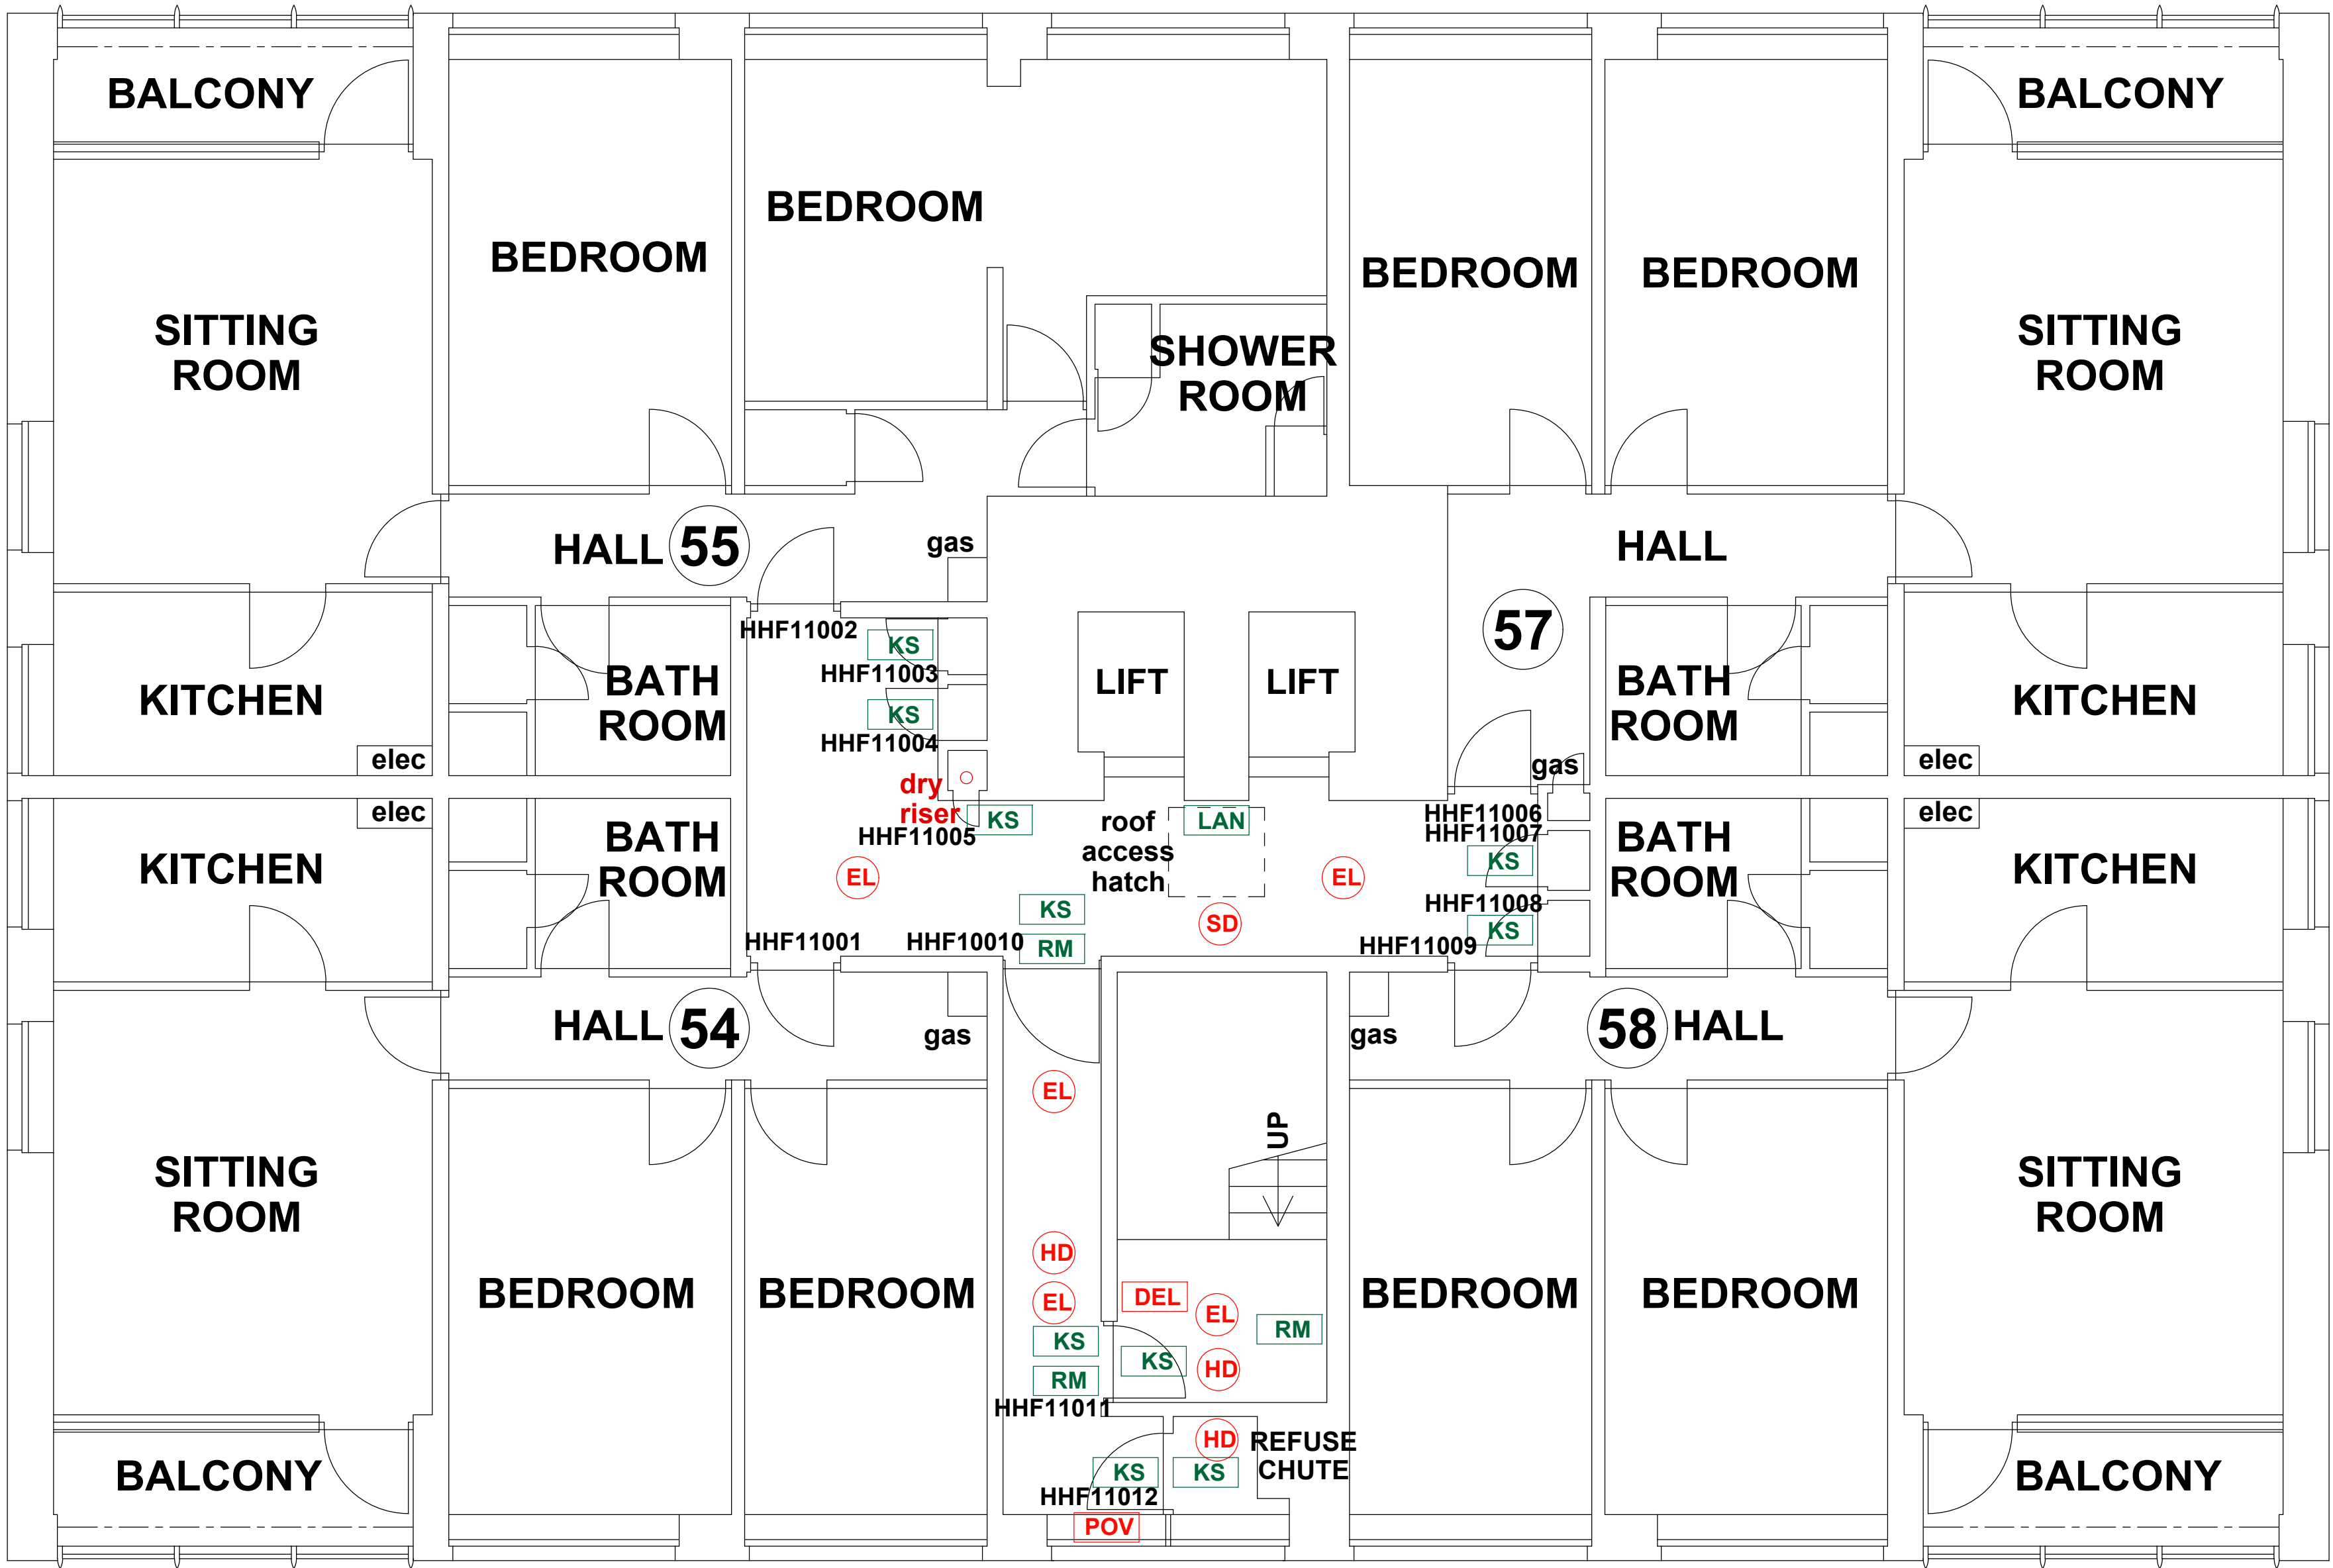 BALCONY
BALCONY
BEDROOM
BEDROOM
BEDROOM
BEDROOM
SITTING
ROOM
SHOWER
ROOM
SITTING
ROOM
HALL
55
gas
HALL
57
HHF11002
KS
HHF11003
KS
HHF11004
LIFT
LIFT
BATH
ROOM
BATH
ROOM
KITCHEN
KITCHEN
elec
elec
gas
dry
riser
KS
HHF11005
roof
access
hatch
LAN
HHF11006
HHF11007
KS
elec
elec
KITCHEN
BATH
ROOM
EL
EL
BATH
ROOM
KITCHEN
KS
SD
HHF11008
KS
HHF11001
HHF10010
RM
HHF11009
HALL
54
gas
gas
58
HALL
EL
UP
SITTING
ROOM
SITTING
ROOM
HD
BEDROOM
BEDROOM
EL
DEL
EL
RM
BEDROOM
BEDROOM
KS
KS
HD
RM
HHF11011
HD
REFUSE
CHUTE
BALCONY
KS
KS
BALCONY
HHF11012
POV